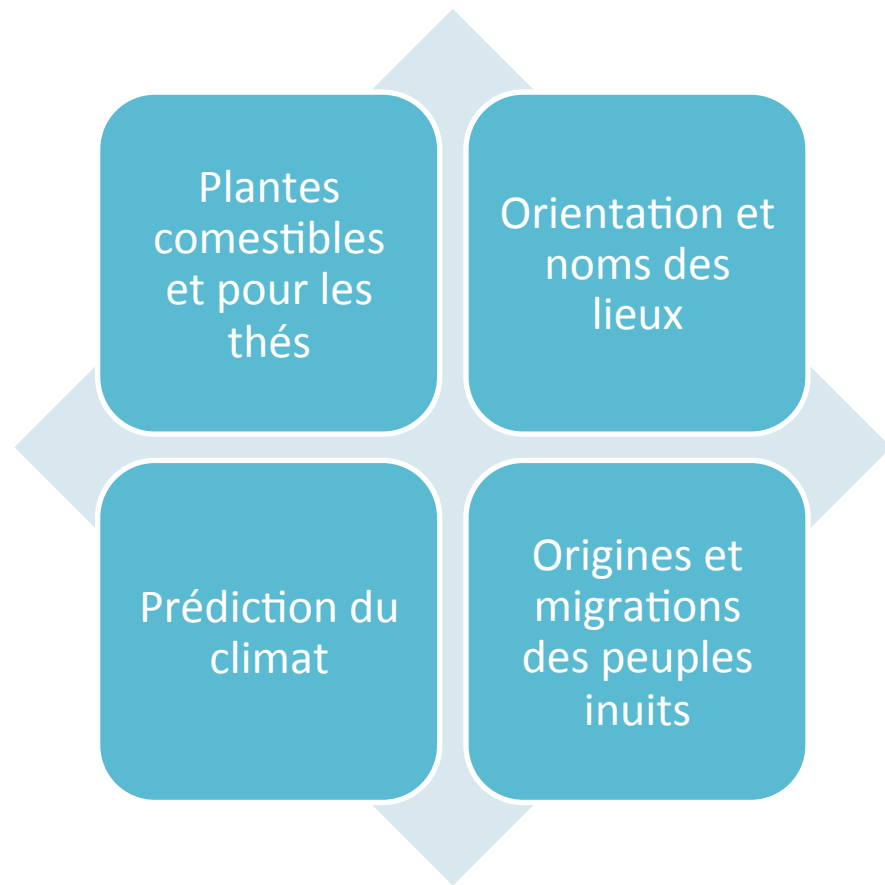 Plantes
comestibles
et pour les
thés
Orientation et
noms des
lieux
Prédiction du
climat
Origines et
migrations
des peuples
inuits